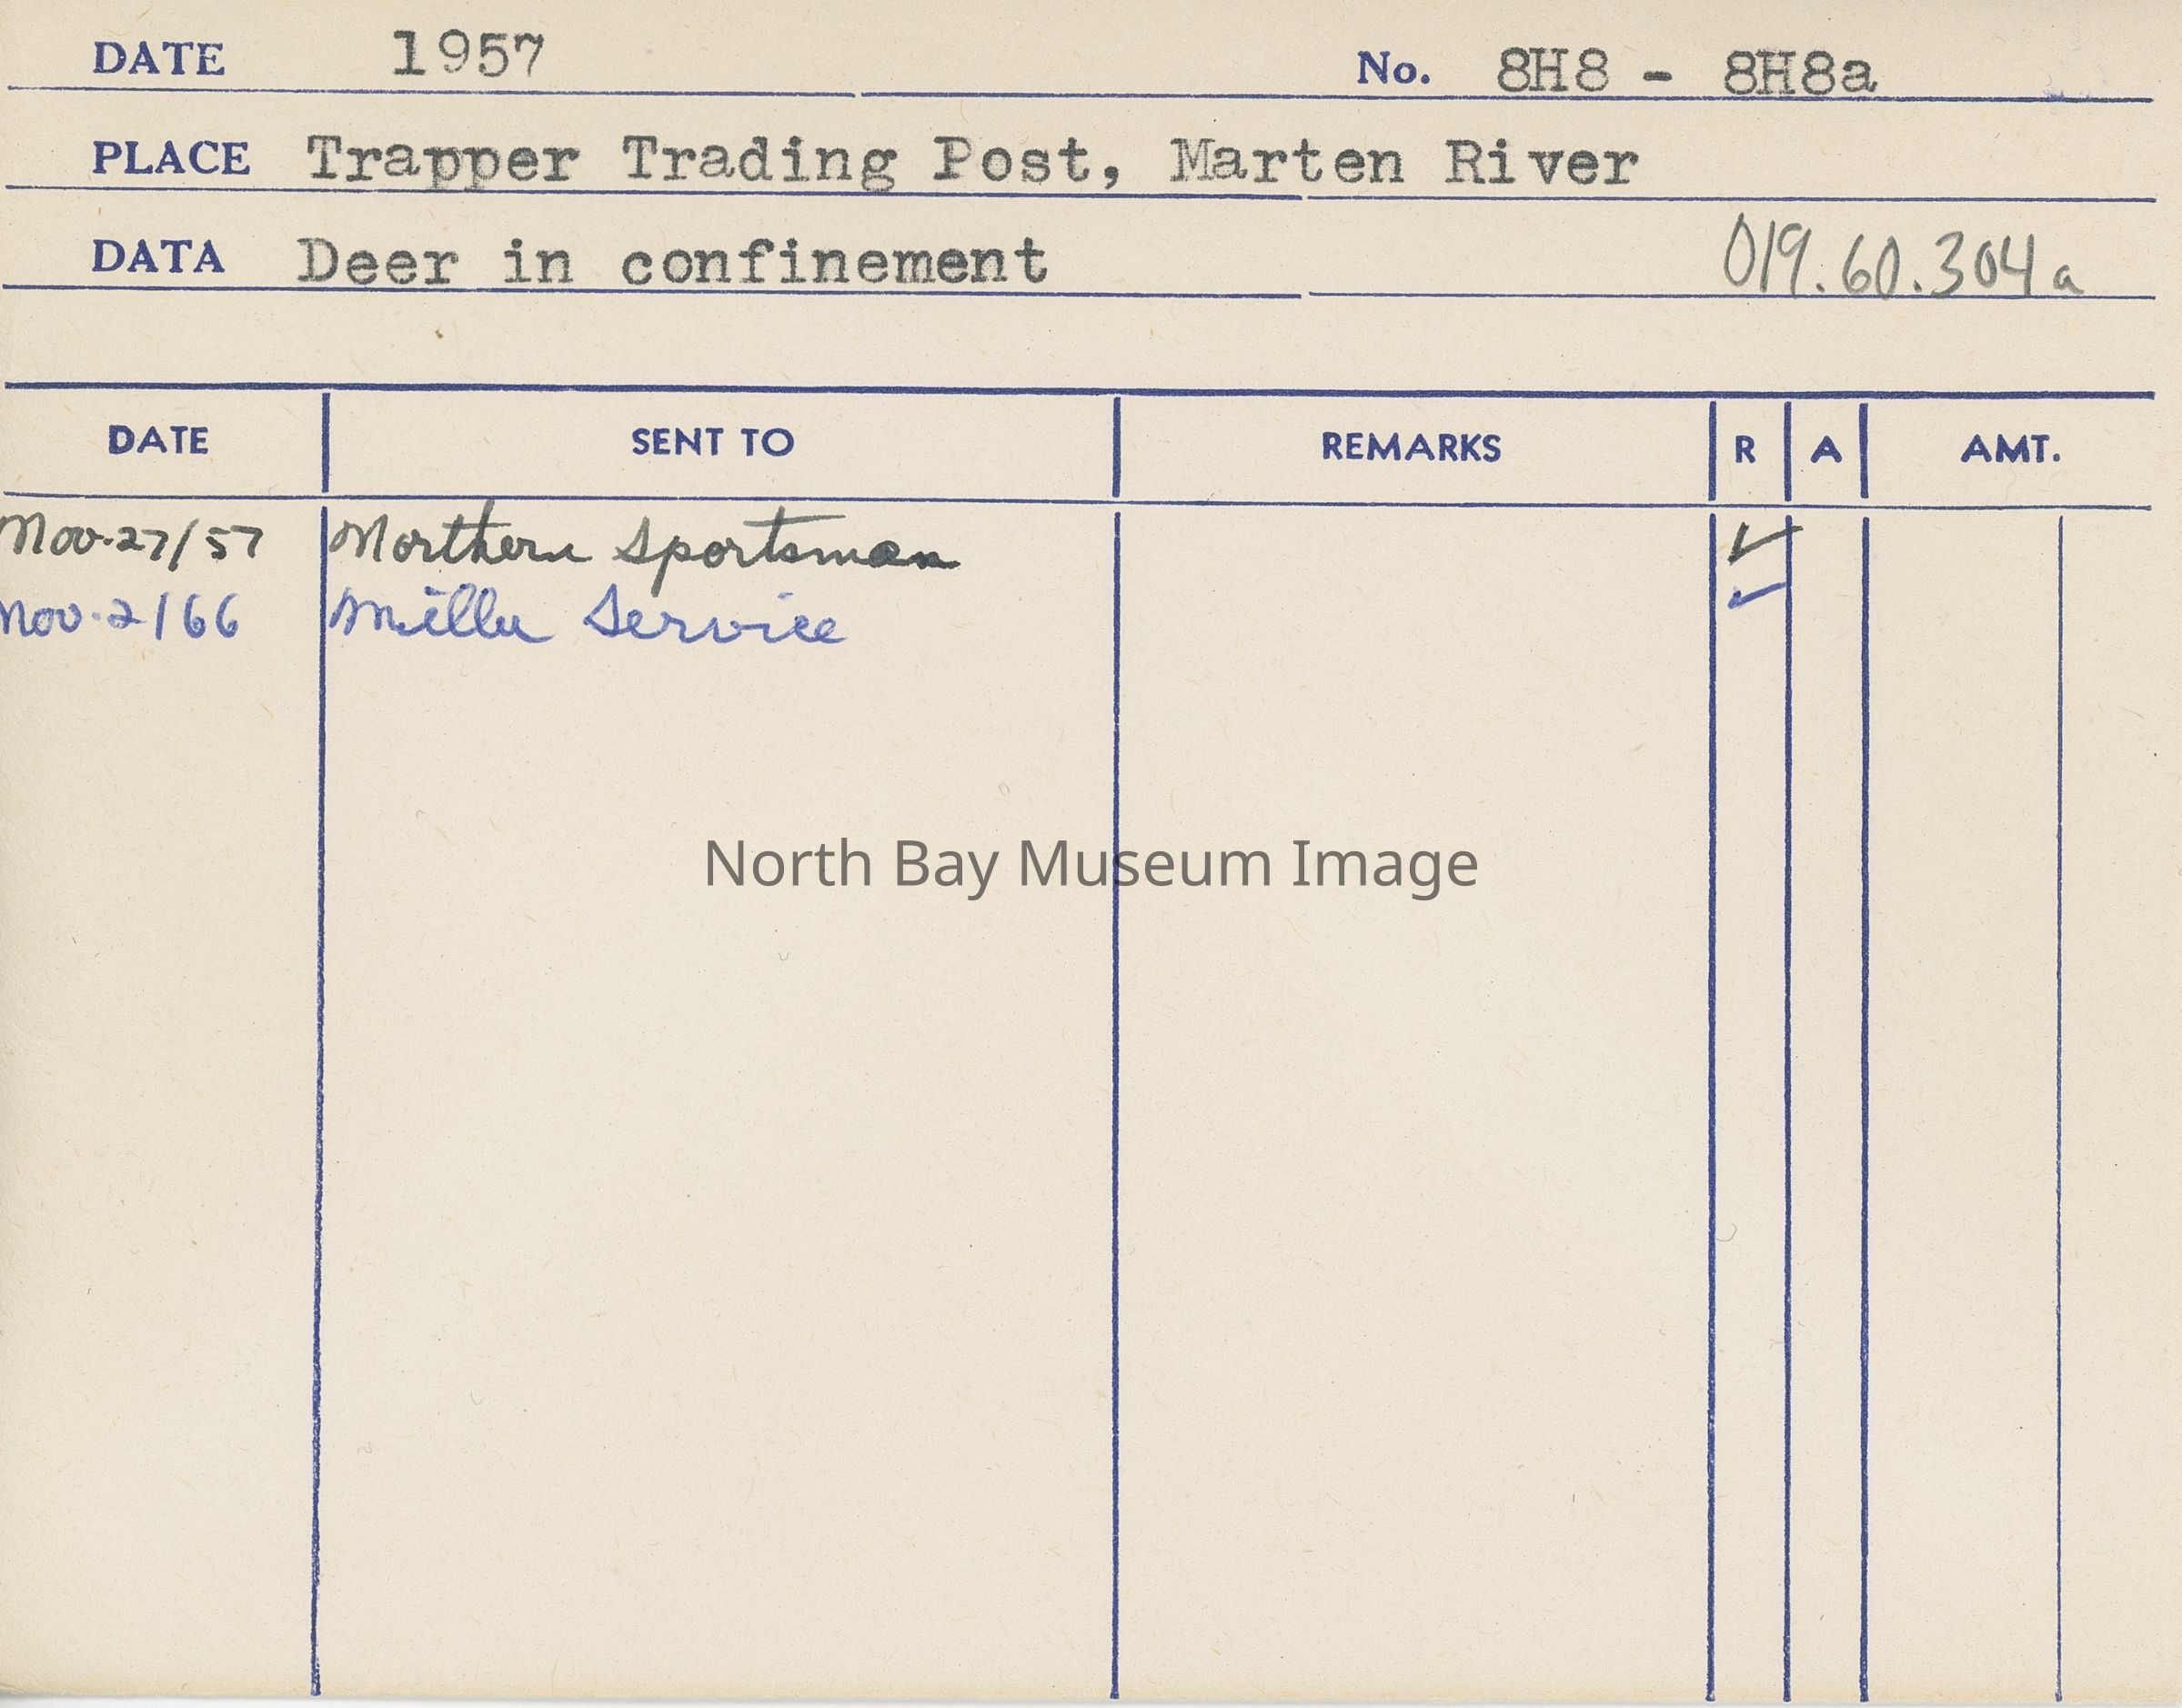 DATE 1957 No. 8H8 - 8H8a
PLACE Trapper Trading Post, Marten River
DATA Deer in confinement 019.60.304a
DATE SENT TO REMARKS R A AMT.
Nov. 27/57 Northern Sportsman ✓
Nov. 2/66 Miller Service ✓
North Bay Museum Image